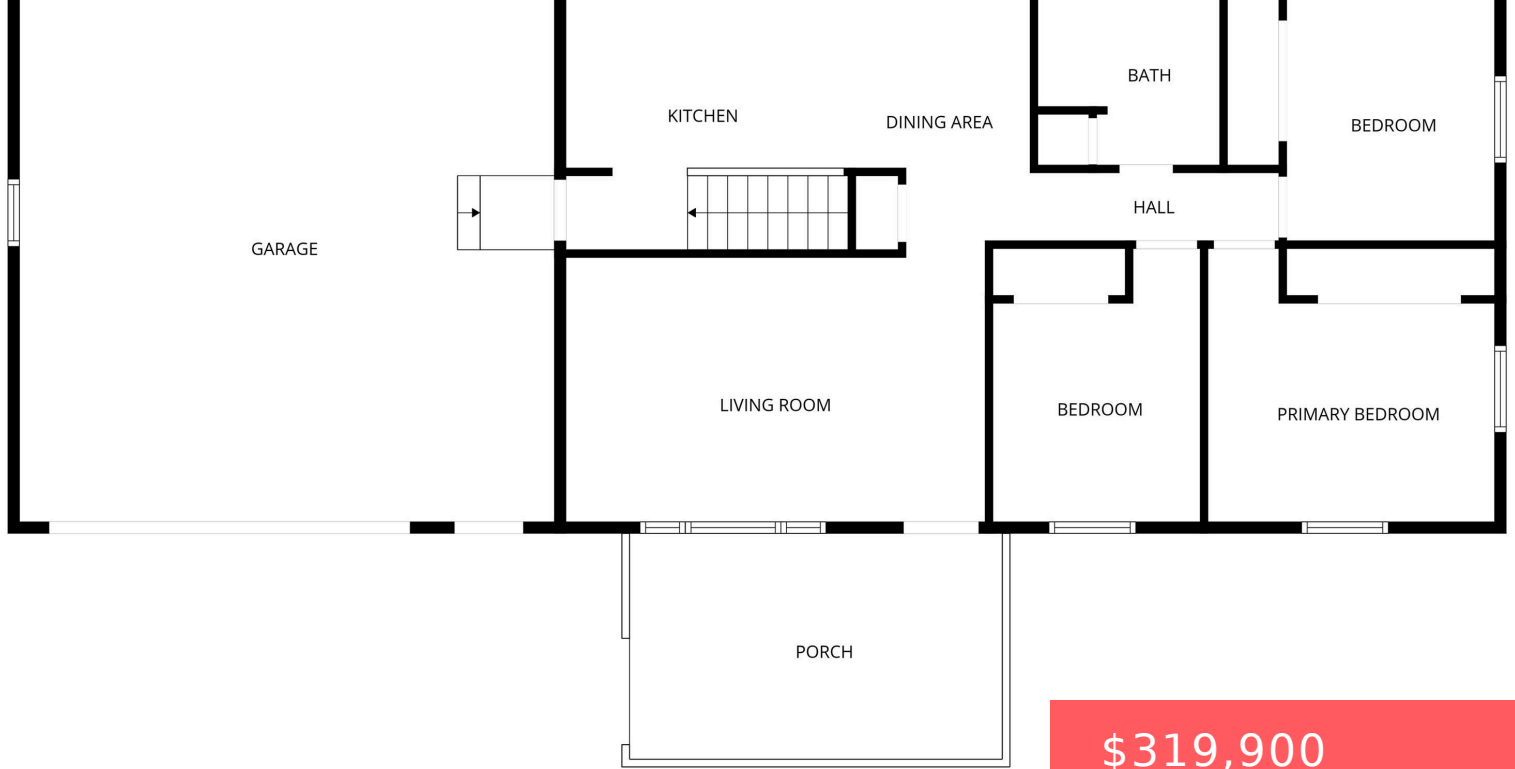 BATH
KITCHEN
DINING AREA
BEDROOM
HALL
GARAGE
LIVING ROOM
BEDROOM
PRIMARY BEDROOM
PORCH
$319,900